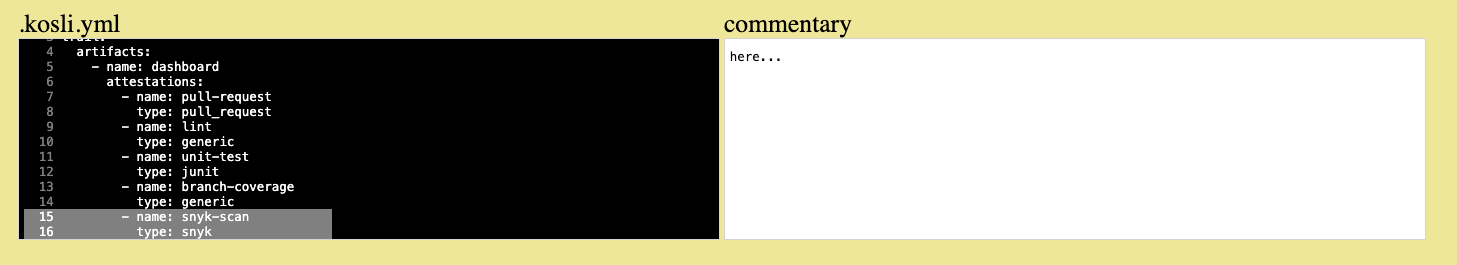 .kosli.yml
commentary
4 artifacts:
5 - name: dashboard
6 attestations:
7 - name: pull-request
8 type: pull_request
9 - name: lint
10 type: generic
11 - name: unit-test
12 type: junit
13 - name: branch-coverage
14 type: generic
15 - name: snyk-scan
16 type: snyk
here...